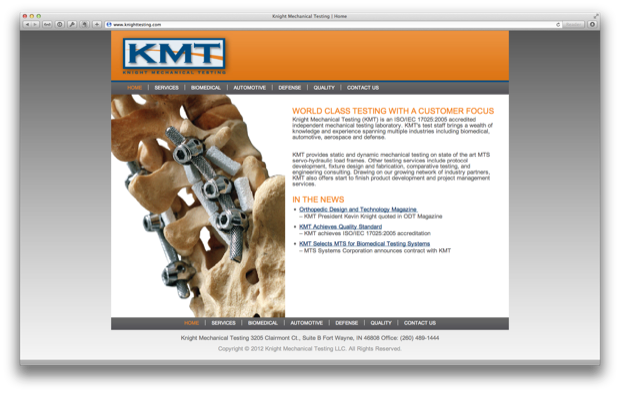 Knight Mechanical Testing | Home
www.knighttesting.com
KMT
KNIGHT MECHANICAL TESTING
HOME | SERVICES | BIOMEDICAL | AUTOMOTIVE | DEFENSE | QUALITY | CONTACT US
WORLD CLASS TESTING WITH A CUSTOMER FOCUS
Knight Mechanical Testing (KMT) is an ISO/IEC 17025:2005 accredited
independent mechanical testing laboratory. KMT's test staff brings a wealth of
knowledge and experience spanning multiple industries including biomedical,
automotive, aerospace and defense.
KMT provides static and dynamic mechanical testing on state of the art MTS
servo-hydraulic load frames. Other testing services include protocol
development, fixture design and fabrication, comparative testing, and
engineering consulting. Drawing on our growing network of industry partners,
KMT also offers start to finish product development and project management
services.
IN THE NEWS
Orthopedic Design and Technology Magazine
– KMT President Kevin Knight quoted in ODT Magazine
KMT Achieves Quality Standard
– KMT achieves ISO/IEC 17025:2005 accreditation
KMT Selects MTS for Biomedical Testing Systems
– MTS Systems Corporation announces contract with KMT
HOME | SERVICES | BIOMEDICAL | AUTOMOTIVE | DEFENSE | QUALITY | CONTACT US
Knight Mechanical Testing 3205 Clairmont Ct., Suite B Fort Wayne, IN 46808 Office: (260) 489-1444
Copyright © 2012 Knight Mechanical Testing LLC. All Rights Reserved.